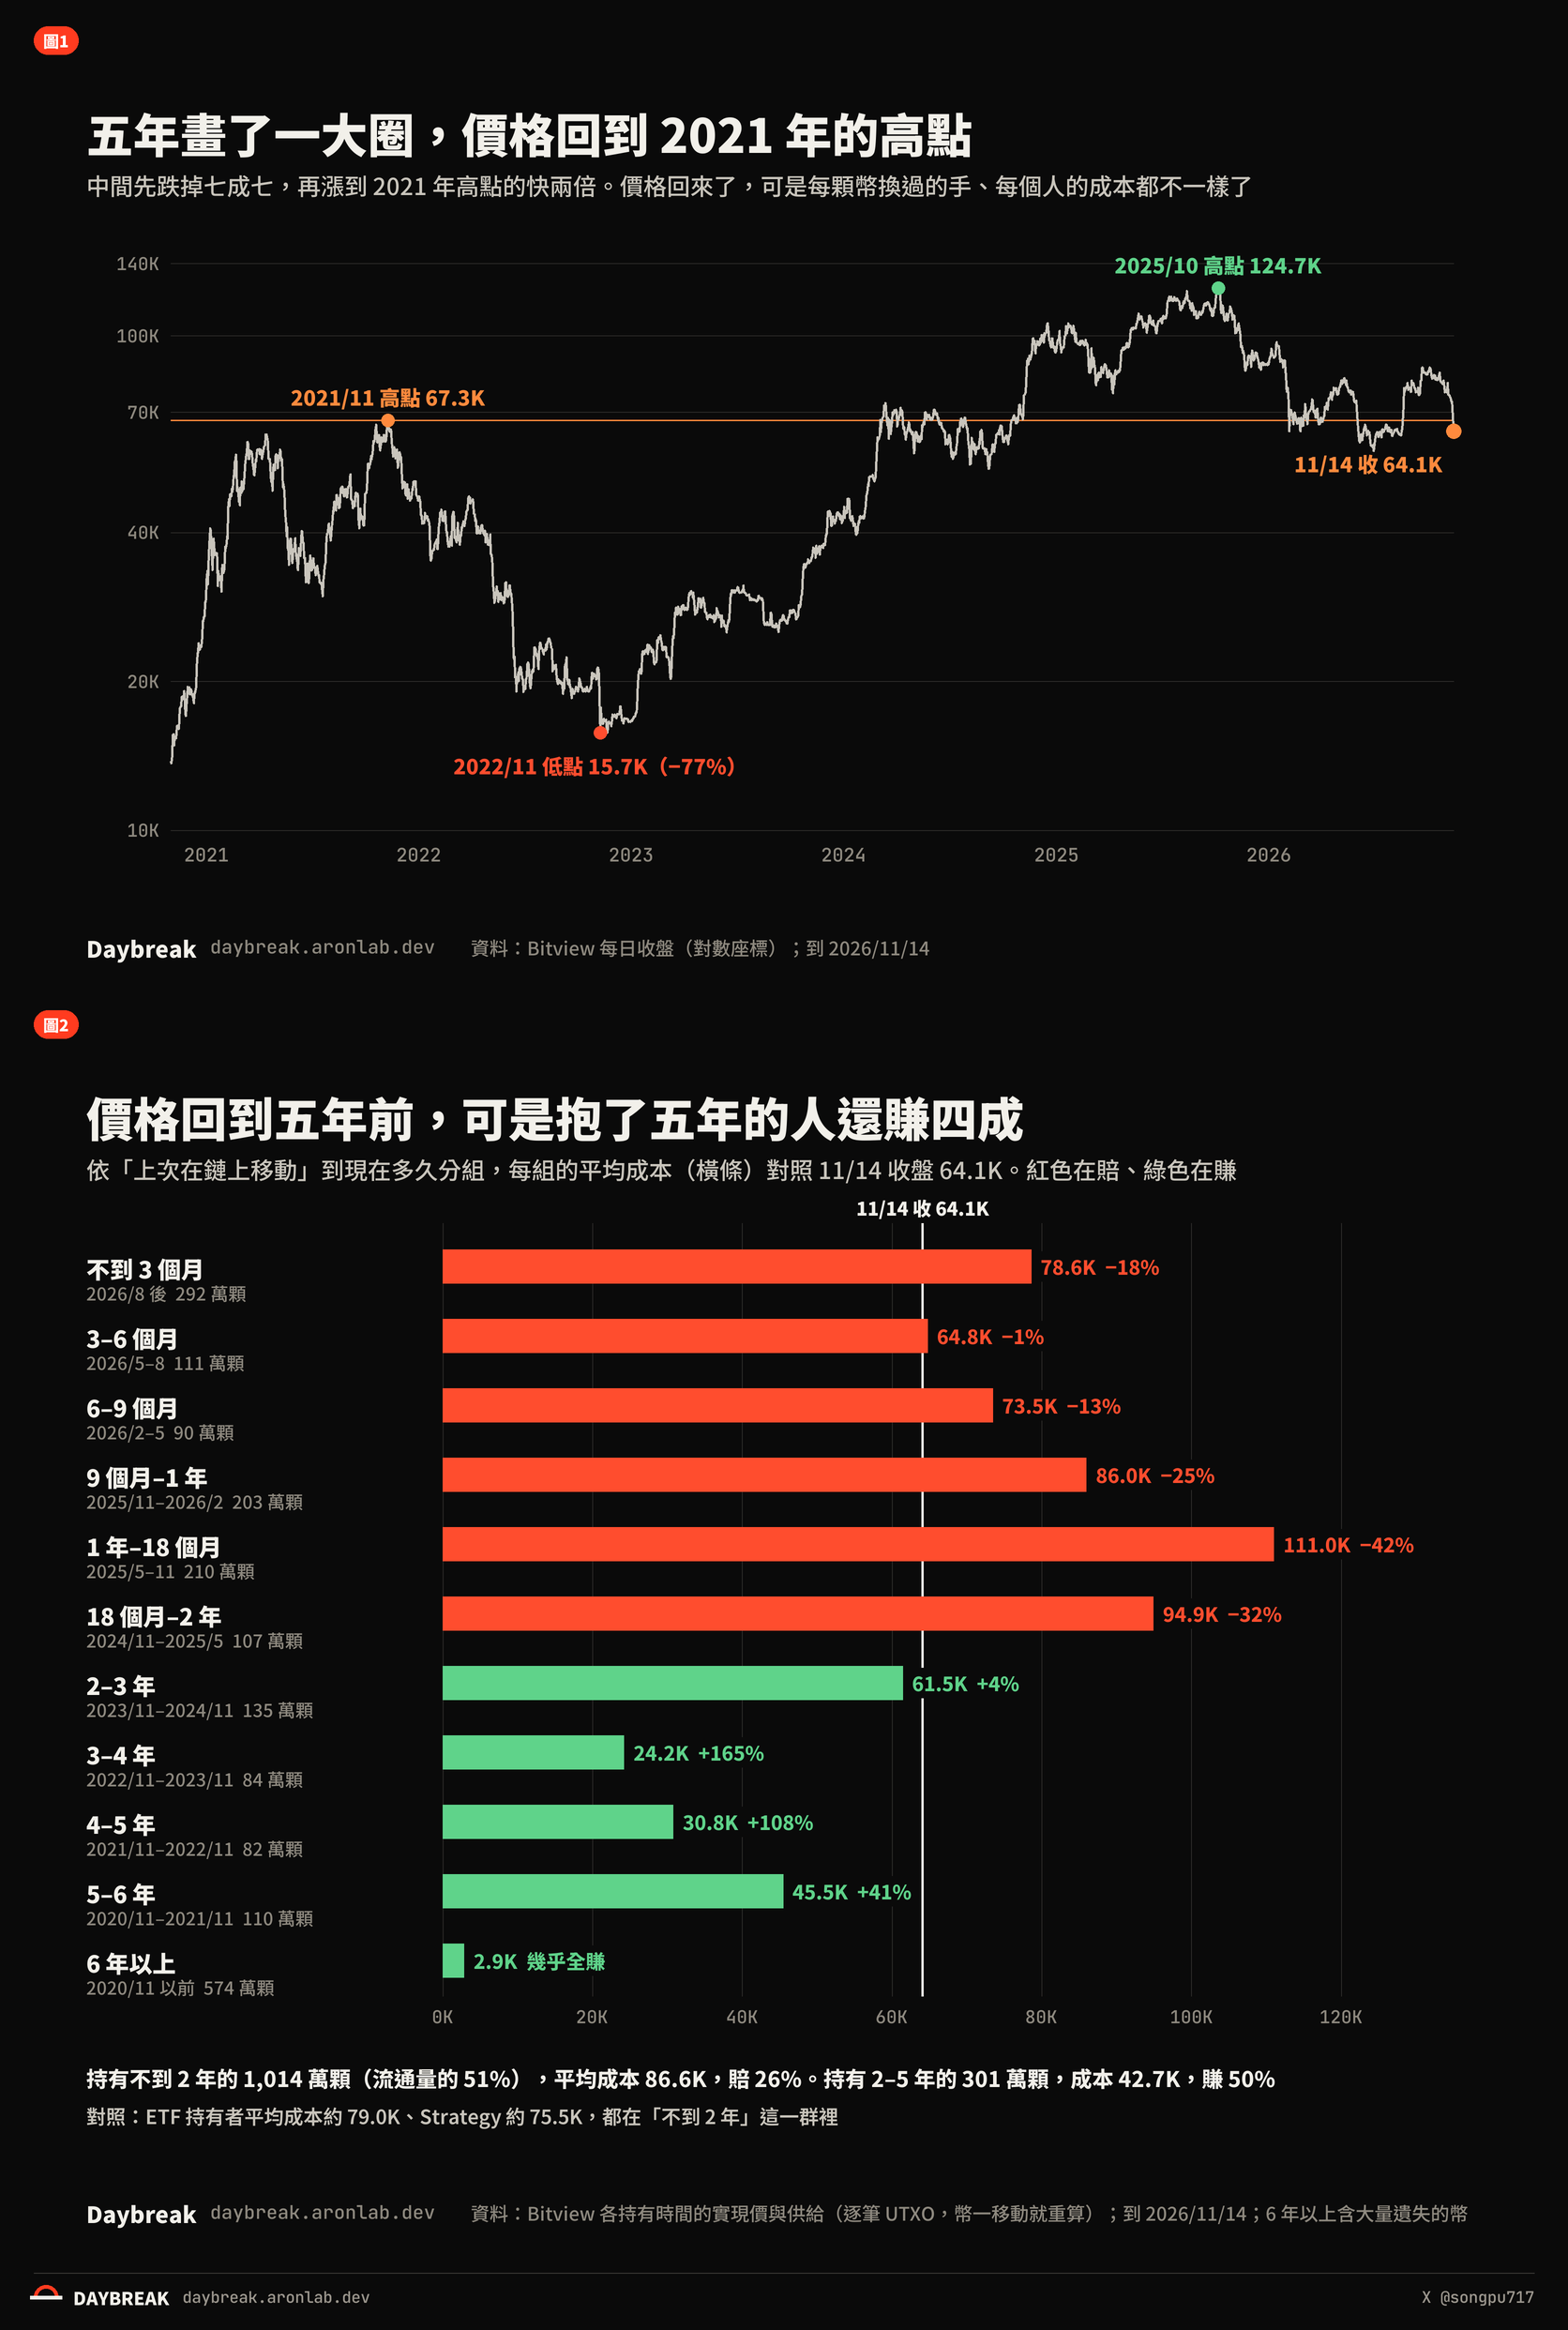 圖1
五年畫了一大圈，價格回到 2021 年的高點
中間先跌掉七成七，再漲到 2021 年高點的快兩倍。價格回來了，可是每顆幣換過的手、每個人的成本都不一樣了
140K
100K
70K
40K
20K
10K
2025/10 高點 124.7K
2021/11 高點 67.3K
11/14 收 64.1K
2022/11 低點 15.7K（−77%）
2021 2022 2023 2024 2025 2026
Daybreak daybreak.aronlab.dev 資料：Bitview 每日收盤（對數座標）；到 2026/11/14
圖2
價格回到五年前，可是抱了五年的人還賺四成
依「上次在鏈上移動」到現在多久分組，每組的平均成本（橫條）對照 11/14 收盤 64.1K。紅色在賠、綠色在賺
11/14 收 64.1K
不到 3 個月
2026/8 後 292 萬顆
78.6K −18%
3–6 個月
2026/5–8 111 萬顆
64.8K −1%
6–9 個月
2026/2–5 90 萬顆
73.5K −13%
9 個月–1 年
2025/11–2026/2 203 萬顆
86.0K −25%
1 年–18 個月
2025/5–11 210 萬顆
111.0K −42%
18 個月–2 年
2024/11–2025/5 107 萬顆
94.9K −32%
2–3 年
2023/11–2024/11 135 萬顆
61.5K +4%
3–4 年
2022/11–2023/11 84 萬顆
24.2K +165%
4–5 年
2021/11–2022/11 82 萬顆
30.8K +108%
5–6 年
2020/11–2021/11 110 萬顆
45.5K +41%
6 年以上
2020/11 以前 574 萬顆
2.9K 幾乎全賺
0K 20K 40K 60K 80K 100K 120K
持有不到 2 年的 1,014 萬顆（流通量的 51%），平均成本 86.6K，賠 26%。持有 2–5 年的 301 萬顆，成本 42.7K，賺 50%
對照：ETF 持有者平均成本約 79.0K、Strategy 約 75.5K，都在「不到 2 年」這一群裡
Daybreak daybreak.aronlab.dev 資料：Bitview 各持有時間的實現價與供給（逐筆 UTXO，幣一移動就重算）；到 2026/11/14；6 年以上含大量遺失的幣
DAYBREAK daybreak.aronlab.dev X @songpu717